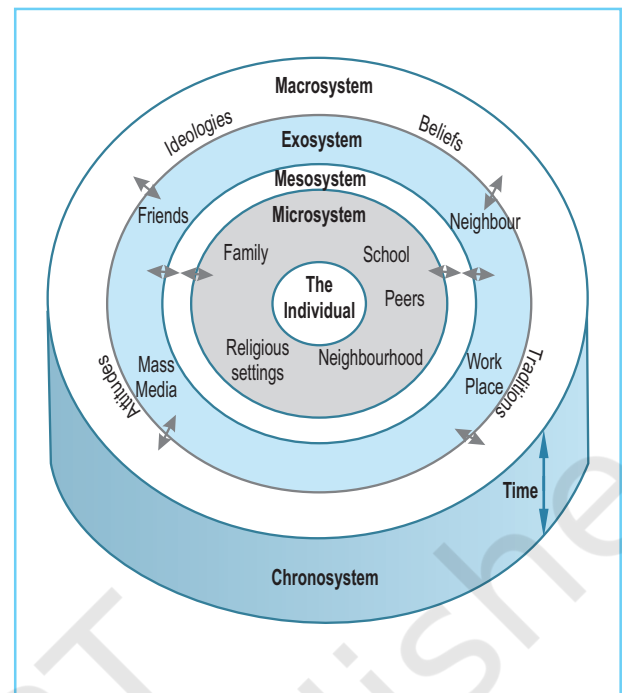 Macrosystem
Ideologies
Beliefs
Exosystem
Mesosystem
Microsystem
Friends
Neighbour
Family
School
The
Individual
Peers
Religious
settings
Neighbourhood
Mass
Media
Work
Place
Attitudes
Traditions
Time
Chronosystem